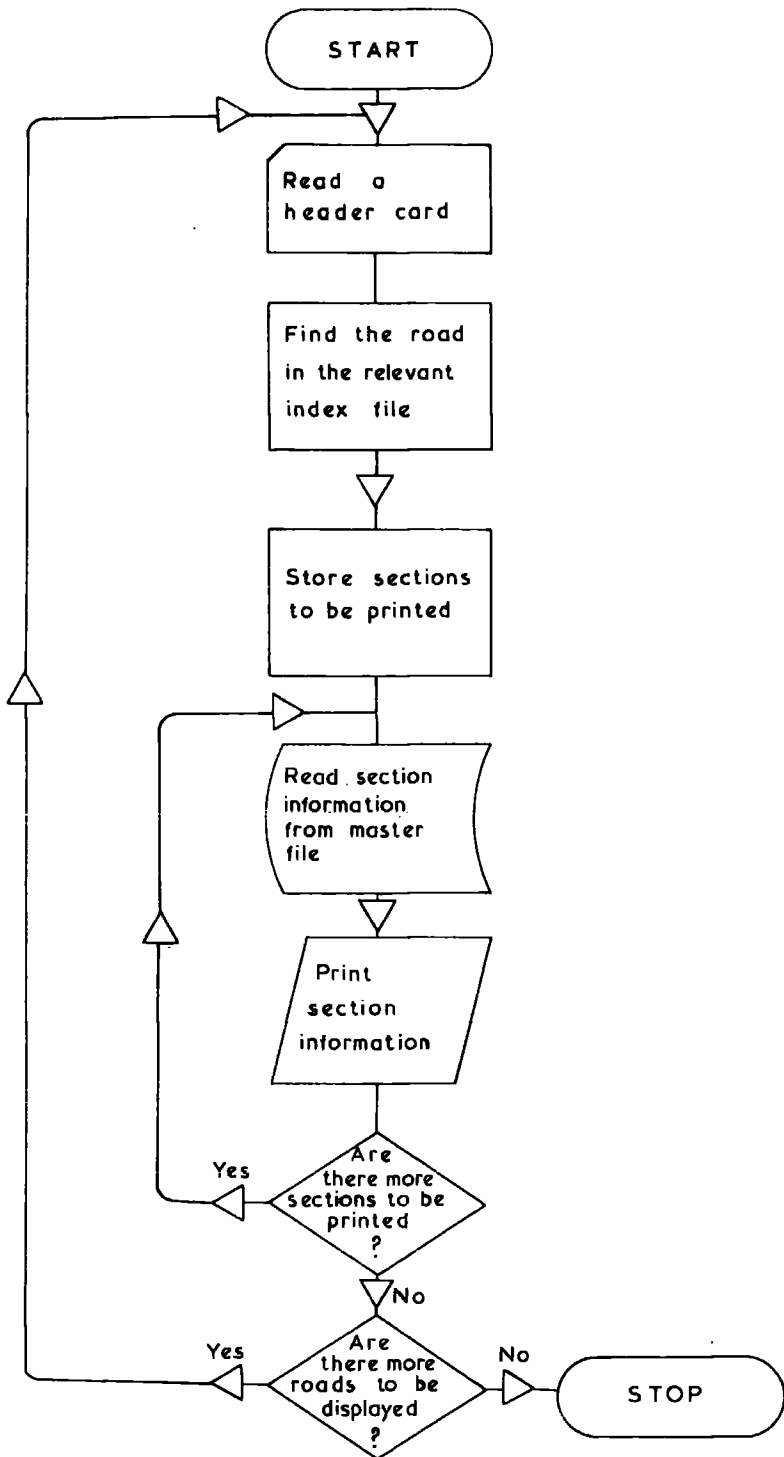 START
Read a
header card
Find the road
in the relevant
index file
Store sections
to be printed
Read section
information
from master
file
Print
section
information
Are
there more
sections to be
printed
?
Yes
No
Are
there more
roads to be
displayed
?
Yes
No
STOP